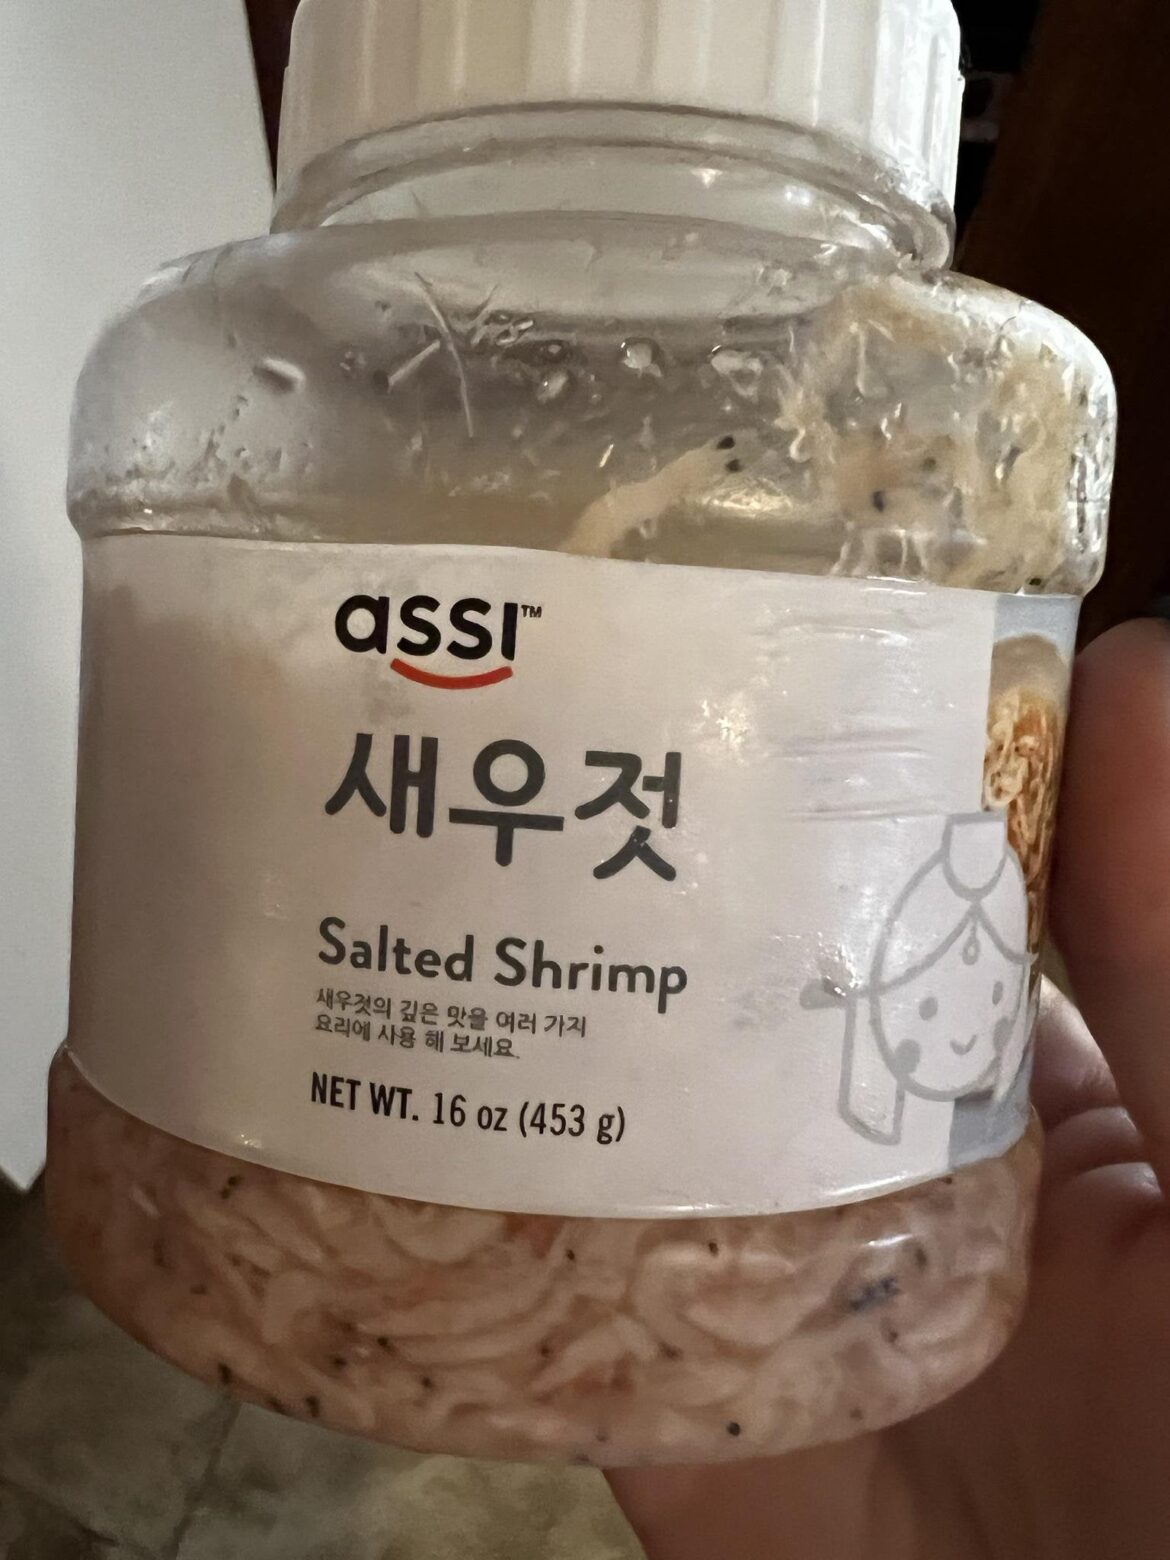 assi™
새우젓
Salted Shrimp
새우젓의 깊은 맛을 여러 가지
요리에 사용 해 보세요.
NET WT. 16 oz (453 g)